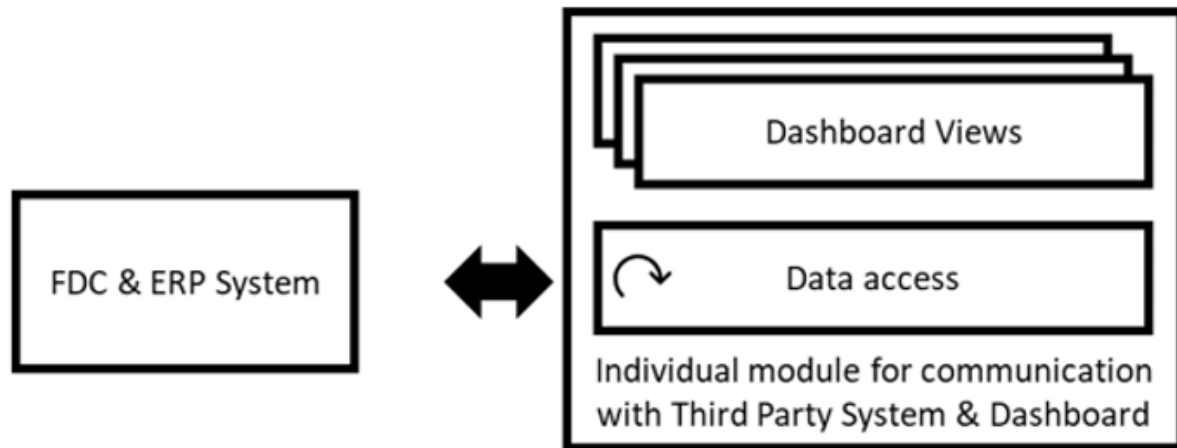 Dashboard Views
FDC & ERP System
Data access
Individual module for communication
with Third Party System & Dashboard